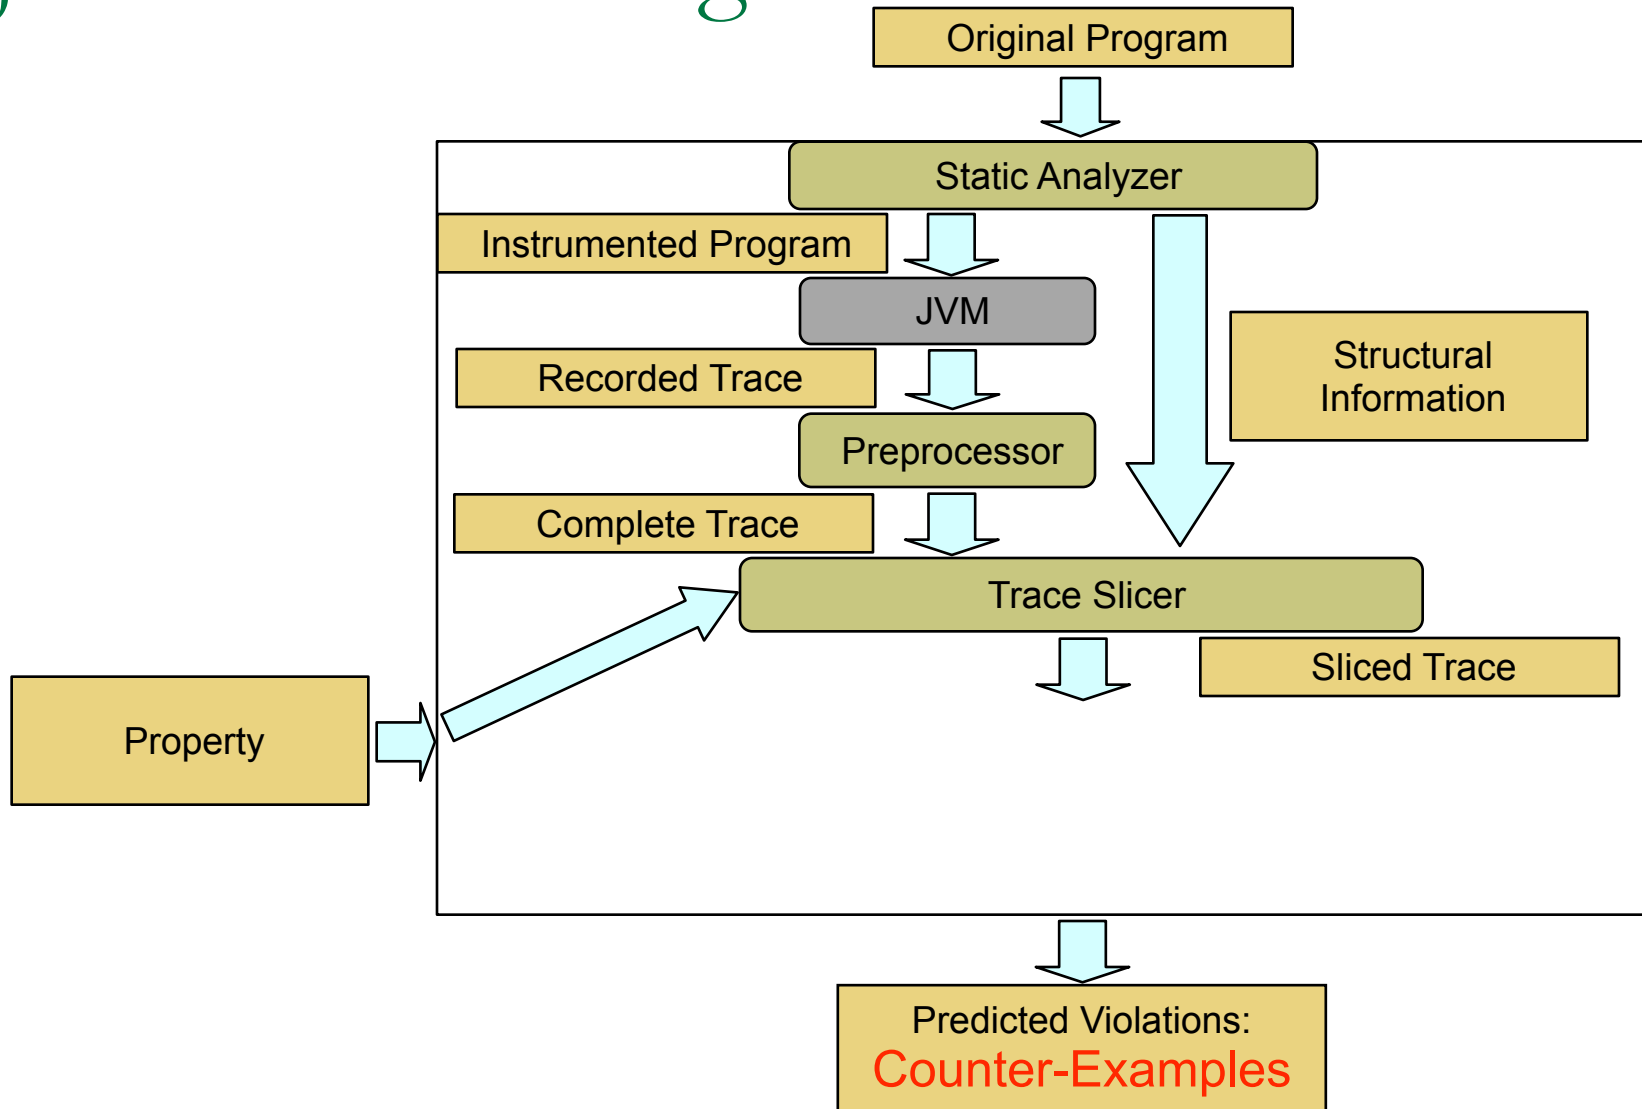 Original Program
Static Analyzer
Instrumented Program
JVM
Recorded Trace
Structural
Information
Preprocessor
Complete Trace
Trace Slicer
Sliced Trace
Property
Predicted Violations:
Counter-Examples